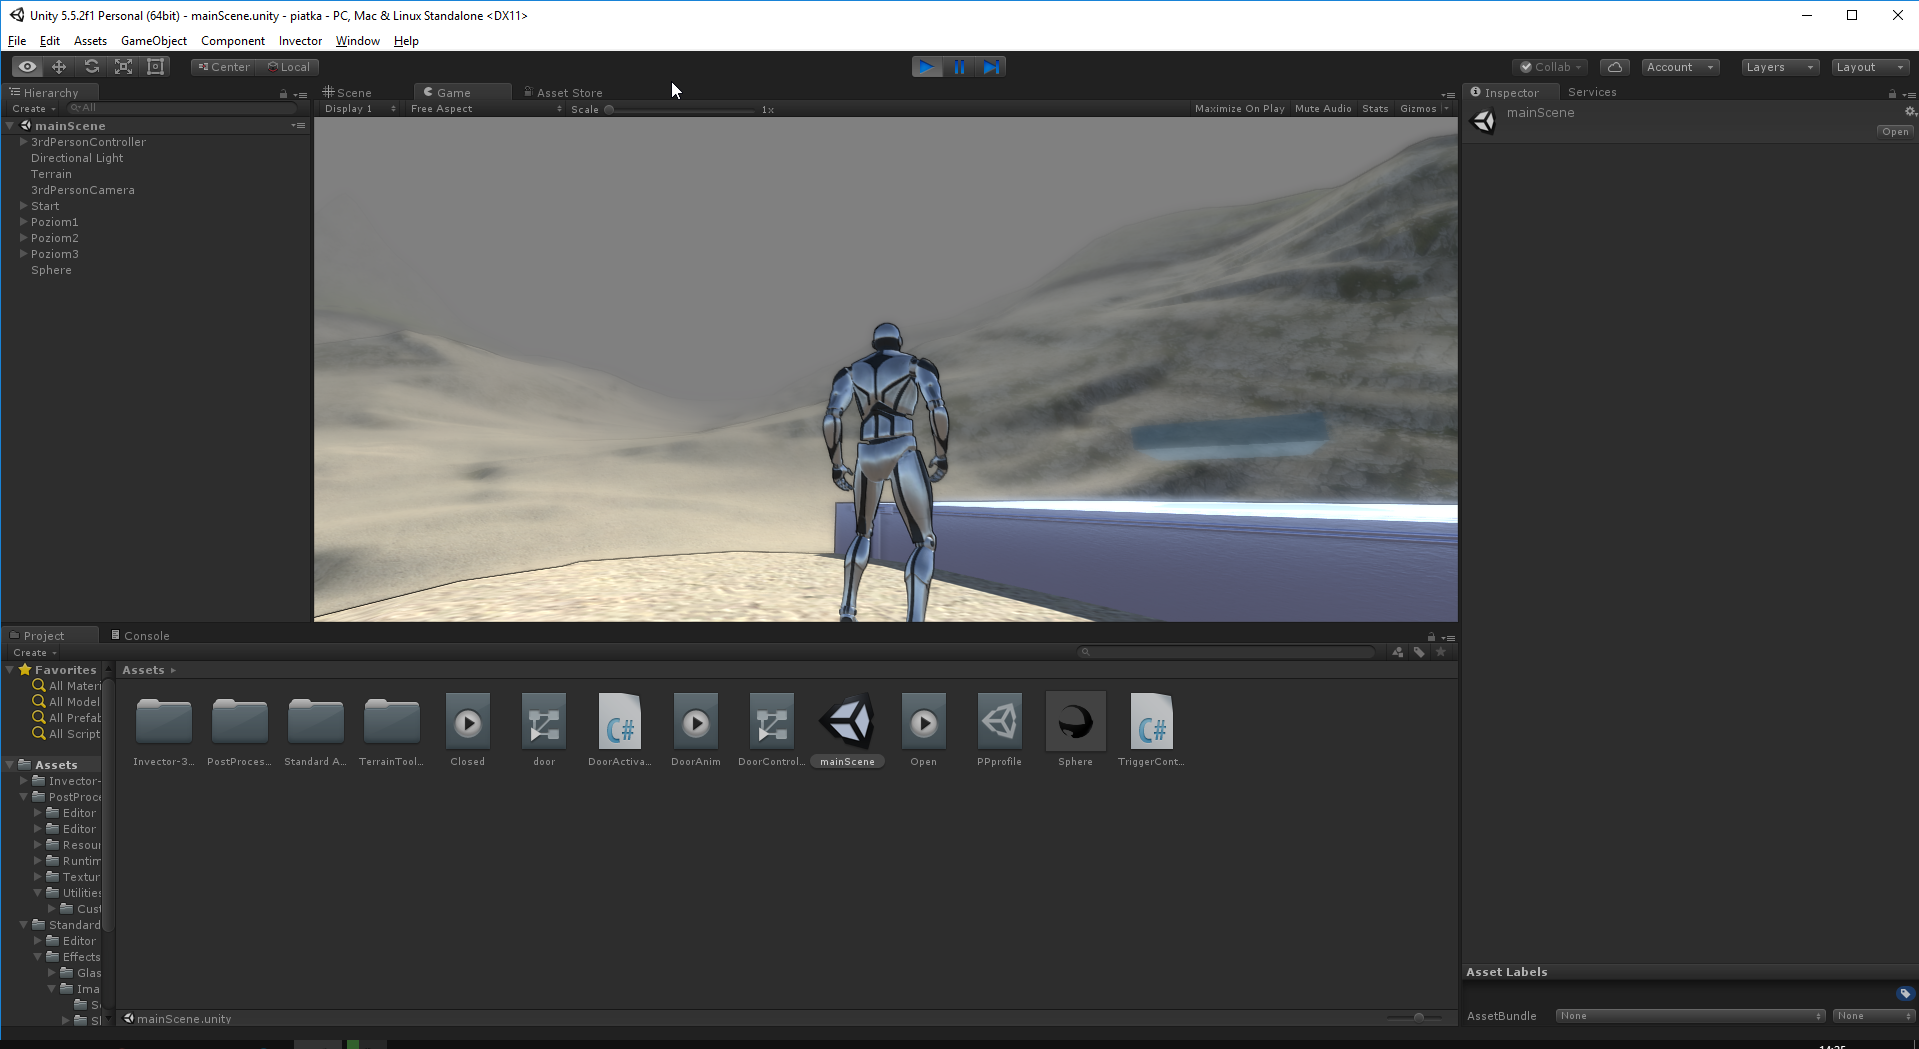 Unity 5.5.2f1 Personal (64bit) - mainScene.unity - piatka - PC, Mac & Linux Standalone <DX11>
File Edit Assets GameObject Component Invector Window Help
Center Local Collab Account Layers Layout
Hierarchy Scene Game Asset Store Inspector Services
Create All Display 1 Free Aspect Scale 1x Maximize On Play Mute Audio Stats Gizmos
mainScene
mainScene
Open
3rdPersonController
Directional Light
Terrain
3rdPersonCamera
Start
Poziom1
Poziom2
Poziom3
Sphere
Project Console
Create
Favorites
All Materi
All Model
All Prefab
All Script
Assets
Invector-
PostProce
Editor
Editor
Resour
Runtim
Textur
Utilities
Cust
Standard
Editor
Effects
Glas
Ima
Assets
Invector-3... PostProces... Standard A... TerrainTool... Closed door DoorActiva... DoorAnim DoorControl... mainScene Open PPprofile Sphere TriggerCont...
C# C#
mainScene.unity
Asset Labels
AssetBundle None None